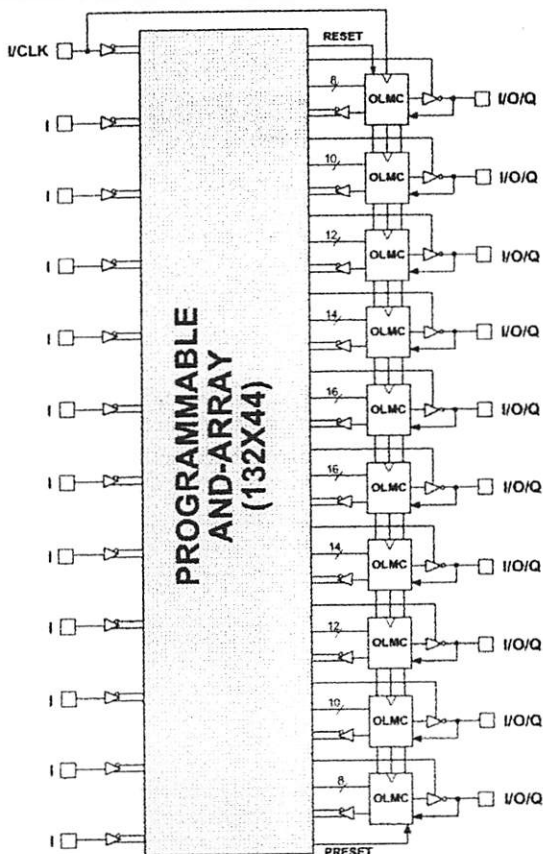 I/CLK
I
I
I
I
I
I
I
I
I
I
I
PROGRAMMABLE
AND-ARRAY
(132X44)
RESET
8
OLMC
I/O/Q
10
OLMC
I/O/Q
12
OLMC
I/O/Q
14
OLMC
I/O/Q
16
OLMC
I/O/Q
16
OLMC
I/O/Q
14
OLMC
I/O/Q
12
OLMC
I/O/Q
10
OLMC
I/O/Q
8
OLMC
I/O/Q
PRESET